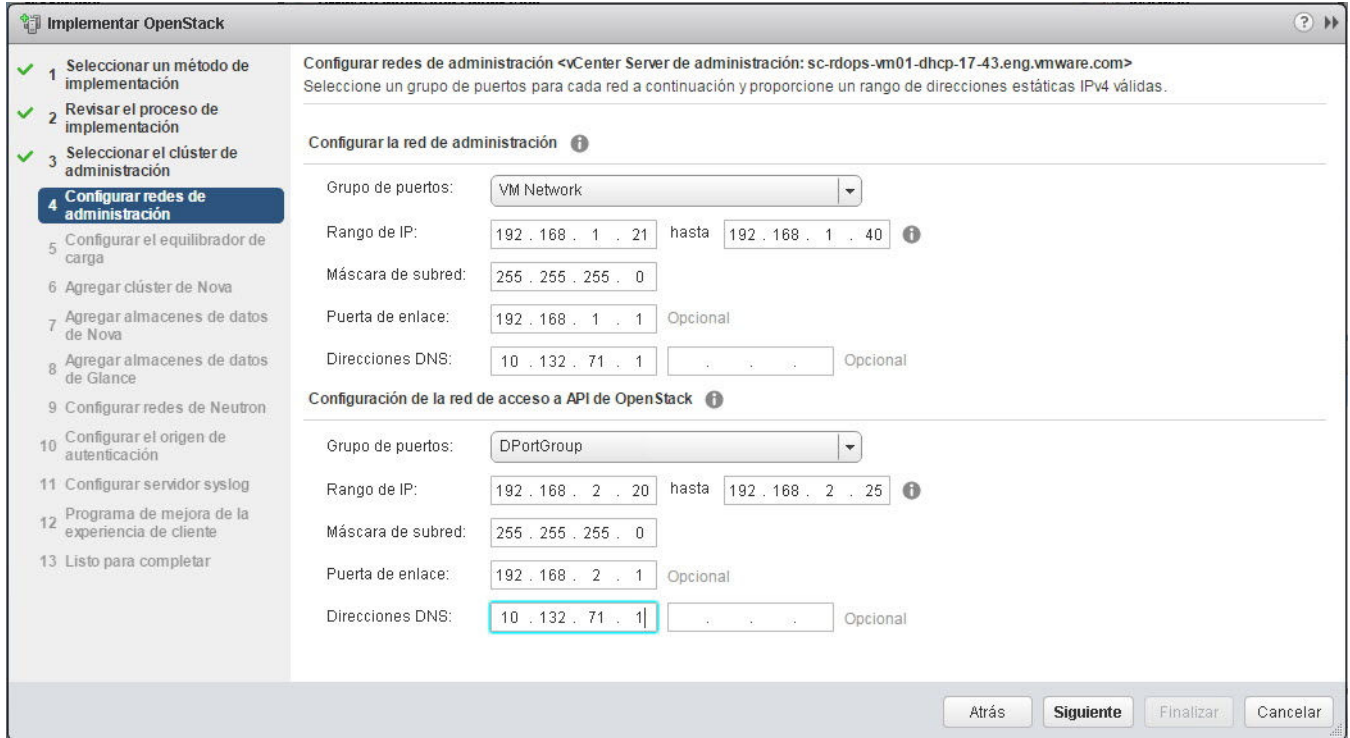 Implementar OpenStack
?
1 Seleccionar un método de
implementación
2 Revisar el proceso de
implementación
3 Seleccionar el clúster de
administración
4 Configurar redes de
administración
5 Configurar el equilibrador de
carga
6 Agregar clúster de Nova
7 Agregar almacenes de datos
de Nova
8 Agregar almacenes de datos
de Glance
9 Configurar redes de Neutron
10 Configurar el origen de
autenticación
11 Configurar servidor syslog
12 Programa de mejora de la
experiencia de cliente
13 Listo para completar
Configurar redes de administración <vCenter Server de administración: sc-rdops-vm01-dhcp-17-43.eng.vmware.com>
Seleccione un grupo de puertos para cada red a continuación y proporcione un rango de direcciones estáticas IPv4 válidas.
Configurar la red de administración
Grupo de puertos: VM Network
Rango de IP: 192 . 168 . 1 . 21 hasta 192 . 168 . 1 . 40
Máscara de subred: 255 . 255 . 255 . 0
Puerta de enlace: 192 . 168 . 1 . 1 Opcional
Direcciones DNS: 10 . 132 . 71 . 1 . . . Opcional
Configuración de la red de acceso a API de OpenStack
Grupo de puertos: DPortGroup
Rango de IP: 192 . 168 . 2 . 20 hasta 192 . 168 . 2 . 25
Máscara de subred: 255 . 255 . 255 . 0
Puerta de enlace: 192 . 168 . 2 . 1 Opcional
Direcciones DNS: 10 . 132 . 71 . 1 . . . Opcional
Atrás Siguiente Finalizar Cancelar